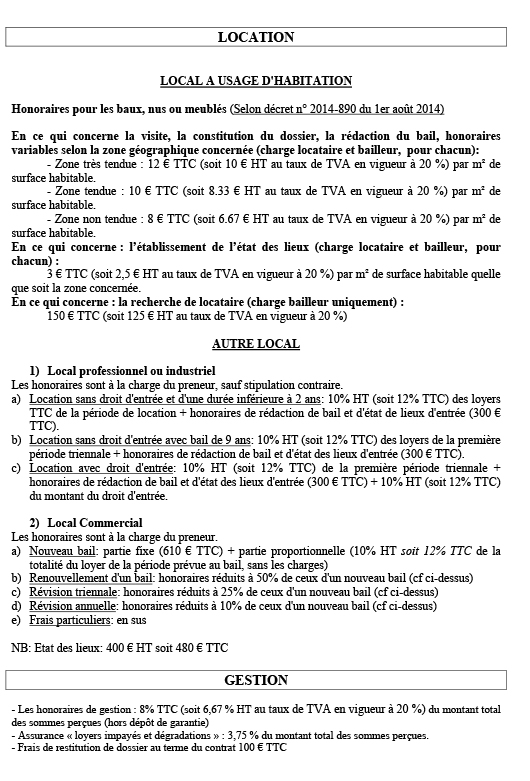 LOCATION
LOCAL A USAGE D'HABITATION
Honoraires pour les baux, nus ou meublés (Selon décret n° 2014-890 du 1er août 2014)
En ce qui concerne la visite, la constitution du dossier, la rédaction du bail, honoraires
variables selon la zone géographique concernée (charge locataire et bailleur, pour chacun):
- Zone très tendue : 12 € TTC (soit 10 € HT au taux de TVA en vigueur à 20 %) par m² de
surface habitable.
- Zone tendue : 10 € TTC (soit 8.33 € HT au taux de TVA en vigueur à 20 %) par m² de
surface habitable.
- Zone non tendue : 8 € TTC (soit 6.67 € HT au taux de TVA en vigueur à 20 %) par m² de
surface habitable.
En ce qui concerne : l'établissement de l'état des lieux (charge locataire et bailleur, pour
chacun) :
3 € TTC (soit 2,5 € HT au taux de TVA en vigueur à 20 %) par m² de surface habitable quelle
que soit la zone concernée.
En ce qui concerne : la recherche de locataire (charge bailleur uniquement) :
150 € TTC (soit 125 € HT au taux de TVA en vigueur à 20 %)
AUTRE LOCAL
1) Local professionnel ou industriel
Les honoraires sont à la charge du preneur, sauf stipulation contraire.
a) Location sans droit d'entrée et d'une durée inférieure à 2 ans: 10% HT (soit 12% TTC) des loyers
TTC de la période de location + honoraires de rédaction de bail et d'état de lieux d'entrée (300 €
TTC).
b) Location sans droit d'entrée avec bail de 9 ans: 10% HT (soit 12% TTC) des loyers de la première
période triennale + honoraires de rédaction de bail et d'état des lieux d'entrée (300 € TTC).
c) Location avec droit d'entrée: 10% HT (soit 12% TTC) de la première période triennale +
honoraires de rédaction de bail et d'état des lieux d'entrée (300 € TTC) + 10% HT (soit 12% TTC)
du montant du droit d'entrée.
2) Local Commercial
Les honoraires sont à la charge du preneur.
a) Nouveau bail: partie fixe (610 € TTC) + partie proportionnelle (10% HT soit 12% TTC de la
totalité du loyer de la période prévue au bail, sans les charges)
b) Renouvellement d'un bail: honoraires réduits à 50% de ceux d'un nouveau bail (cf ci-dessus)
c) Révision triennale: honoraires réduits à 25% de ceux d'un nouveau bail (cf ci-dessus)
d) Révision annuelle: honoraires réduits à 10% de ceux d'un nouveau bail (cf ci-dessus)
e) Frais particuliers: en sus
NB: Etat des lieux: 400 € HT soit 480 € TTC
GESTION
- Les honoraires de gestion : 8% TTC (soit 6,67 % HT au taux de TVA en vigueur à 20 %) du montant total
des sommes perçues (hors dépôt de garantie)
- Assurance « loyers impayés et dégradations » : 3,75 % du montant total des sommes perçues.
- Frais de restitution de dossier au terme du contrat 100 € TTC